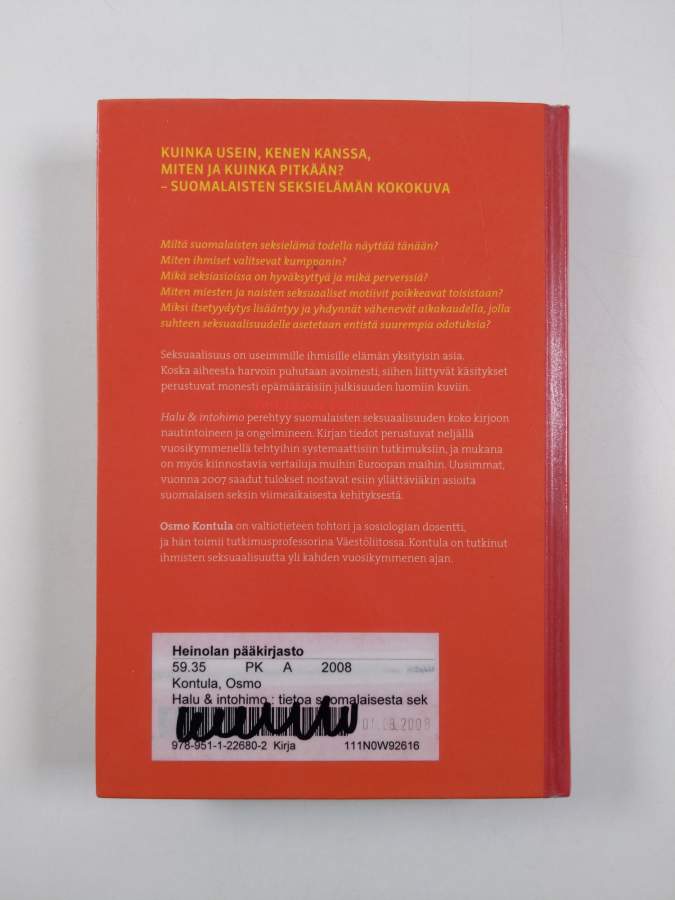 KUINKA USEIN, KENEN KANSSA,
MITEN JA KUINKA PITKÄÄN?
– SUOMALAISTEN SEKSIELÄMÄN KOKOKUVA
Miltä suomalaisten seksielämä todella näyttää tänään?
Miten ihmiset valitsevat kumppanin?
Mikä seksiasioissa on hyväksyttyä ja mikä perverssiä?
Miten miesten ja naisten seksuaaliset motiivit poikkeavat toisistaan?
Miksi itsetyydytys lisääntyy ja yhdynnät vähenevät aikakaudella, jolla
suhteen seksuaalisuudelle asetetaan entistä suurempia odotuksia?
Seksuaalisuus on useimmille ihmisille elämän yksityisin asia.
Koska aiheesta harvoin puhutaan avoimesti, siihen liittyvät käsitykset
perustuvat monesti epämääräisiin julkisuuden luomiin kuviin.
Halu & intohimo perehtyy suomalaisten seksuaalisuuden koko kirjoon
nautintoineen ja ongelmineen. Kirjan tiedot perustuvat neljällä
vuosikymmenellä tehtyihin systemaattisiin tutkimuksiin, ja mukana
on myös kiinnostavia vertailuja muihin Euroopan maihin. Uusimmat,
vuonna 2007 saadut tulokset nostavat esiin yllättäviäkin asioita
suomalaisen seksin viimeaikaisesta kehityksestä.
Osmo Kontula on valtiotieteen tohtori ja sosiologian dosentti,
ja hän toimii tutkimusprofessorina Väestöliitossa. Kontula on tutkinut
ihmisten seksuaalisuutta yli kahden vuosikymmenen ajan.
Heinolan pääkirjasto
59.35 PK A 2008
Kontula, Osmo
Halu & intohimo : tietoa suomalaisesta sek
01.08.2008
978-951-1-22680-2 Kirja 111N0W92616